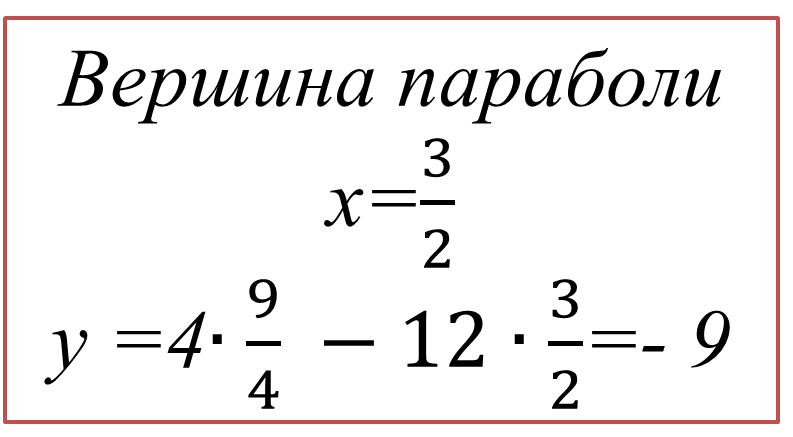 Вершина параболи
x=3/2
y =4· 9/4 − 12 · 3/2=- 9